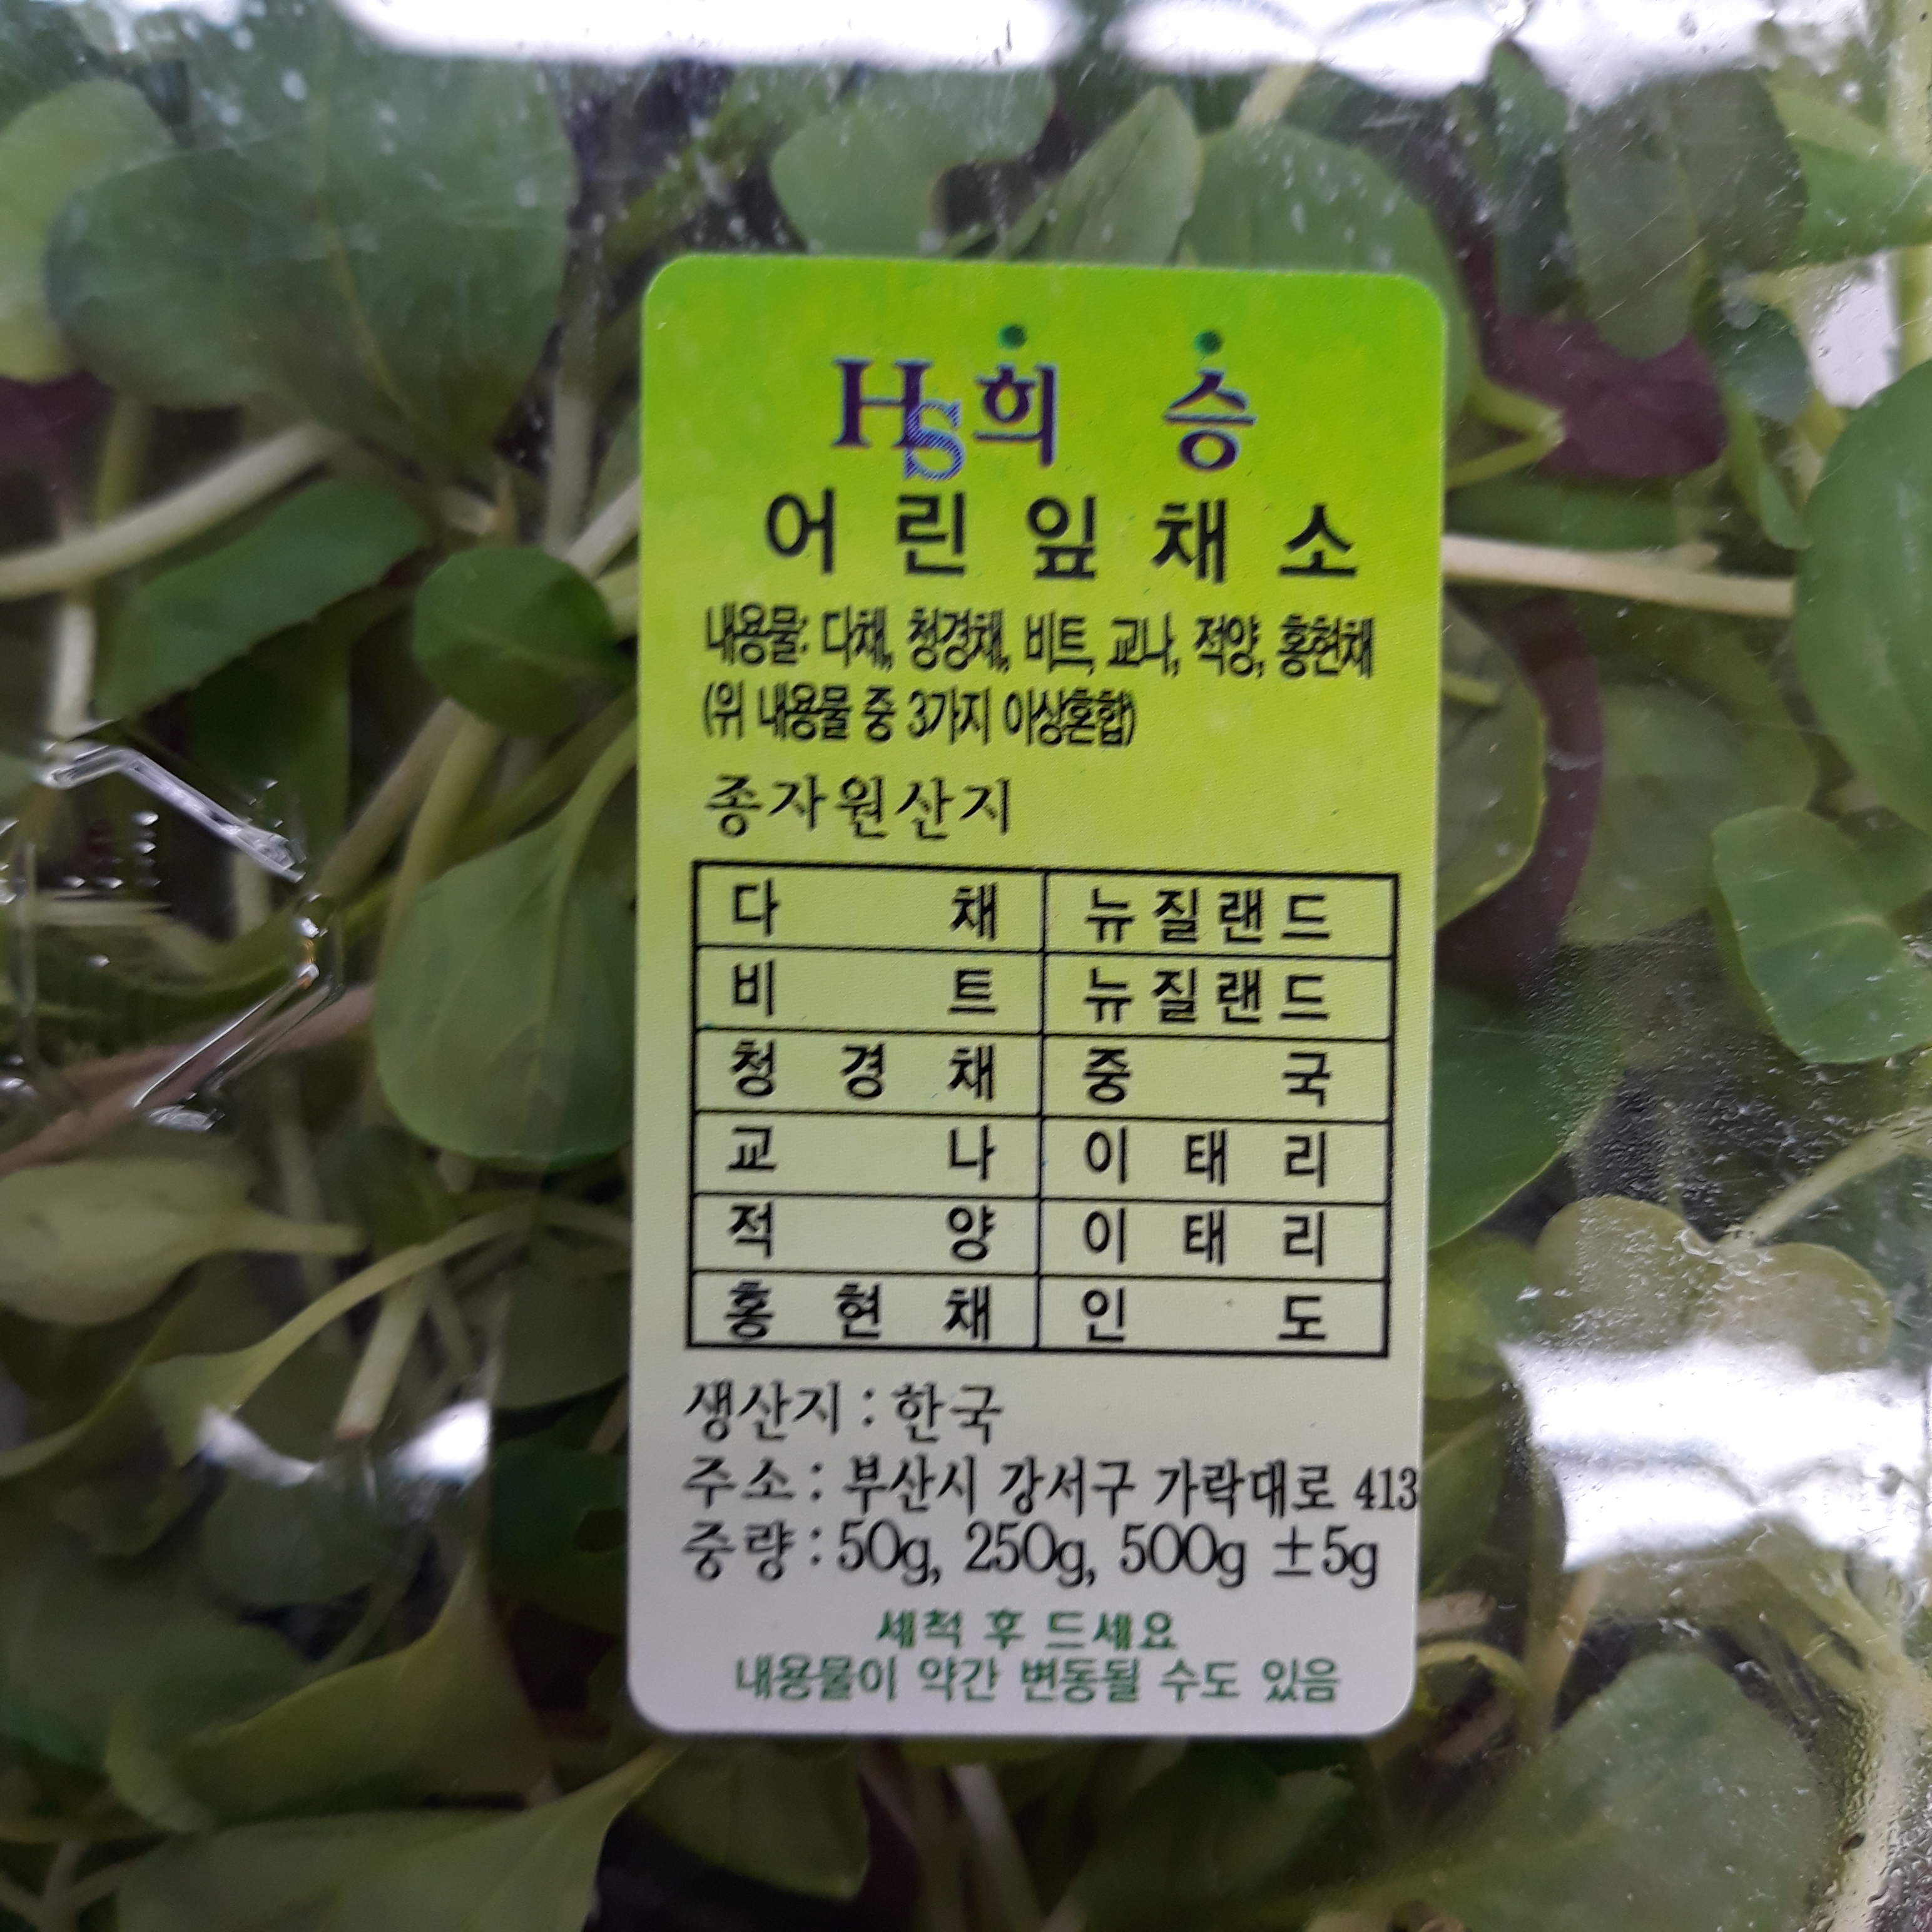 HS 희 승
어 린 잎 채 소
내용물: 다채, 청경채, 비트, 교나, 적양, 홍현채
(위 내용물 중 3가지 이상혼합)
종자원산지
다 채 뉴질랜드
비 트 뉴질랜드
청 경 채 중 국
교 나 이 태 리
적 양 이 태 리
홍 현 채 인 도
생산지 : 한국
주소 : 부산시 강서구 가락대로 413
중량 : 50g, 250g, 500g ±5g
세척 후 드세요
내용물이 약간 변동될 수도 있음